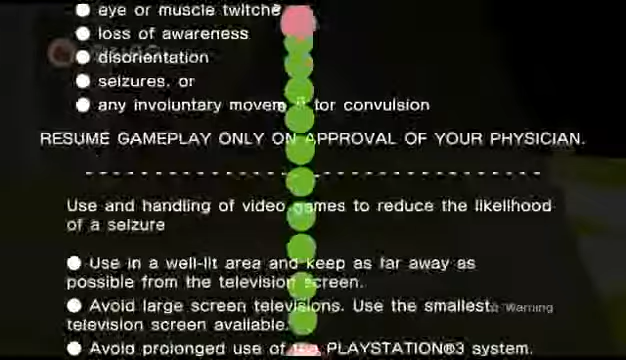 ● eye or muscle twitche
● loss of awareness
● disorientation
● seizures, or
● any involuntary movem or convulsion
RESUME GAMEPLAY ONLY ON APPROVAL OF YOUR PHYSICIAN.
Use and handling of video games to reduce the likelihood
of a seizure
● Use in a well-lit area and keep as far away as
possible from the television screen.
● Avoid large screen televisions. Use the smallest
television screen available.
Warning
● Avoid prolonged use of the PLAYSTATION®3 system.